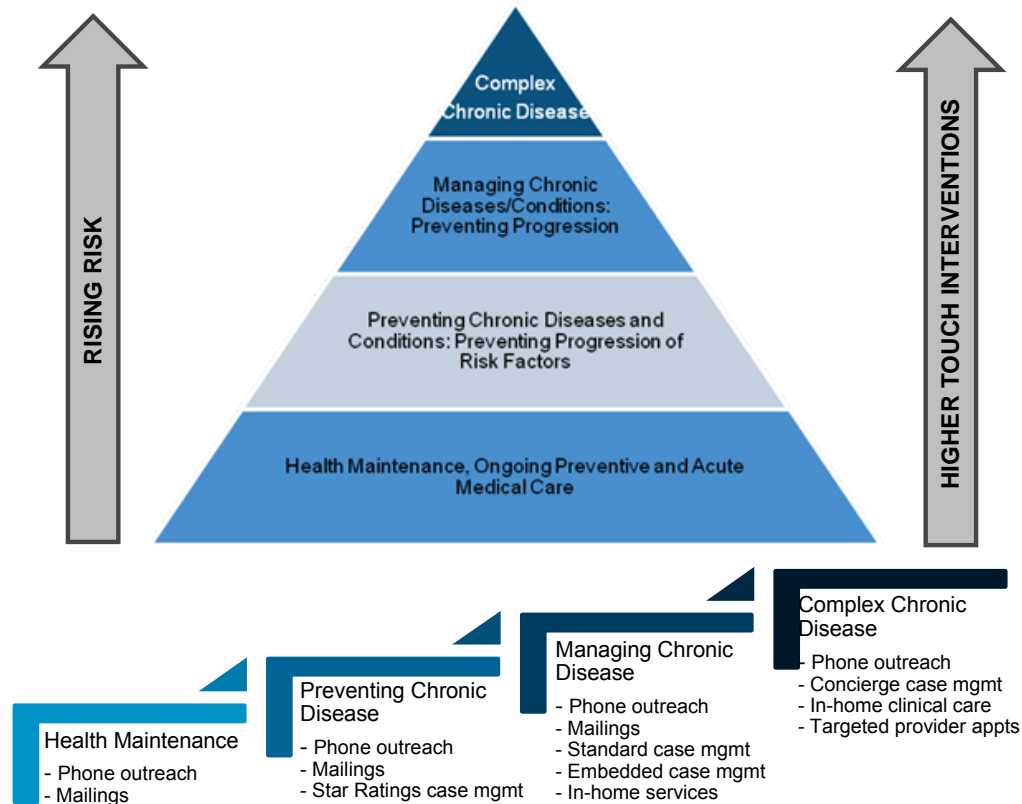 Complex
Chronic Disease
Managing Chronic
Diseases/Conditions:
Preventing Progression
Preventing Chronic Diseases and
Conditions: Preventing Progression of
Risk Factors
Health Maintenance, Ongoing Preventive and Acute
Medical Care
RISING RISK
HIGHER TOUCH INTERVENTIONS
Health Maintenance
- Phone outreach
- Mailings
Preventing Chronic
Disease
- Phone outreach
- Mailings
- Star Ratings case mgmt
Managing Chronic
Disease
- Phone outreach
- Mailings
- Standard case mgmt
- Embedded case mgmt
- In-home services
Complex Chronic
Disease
- Phone outreach
- Concierge case mgmt
- In-home clinical care
- Targeted provider appts